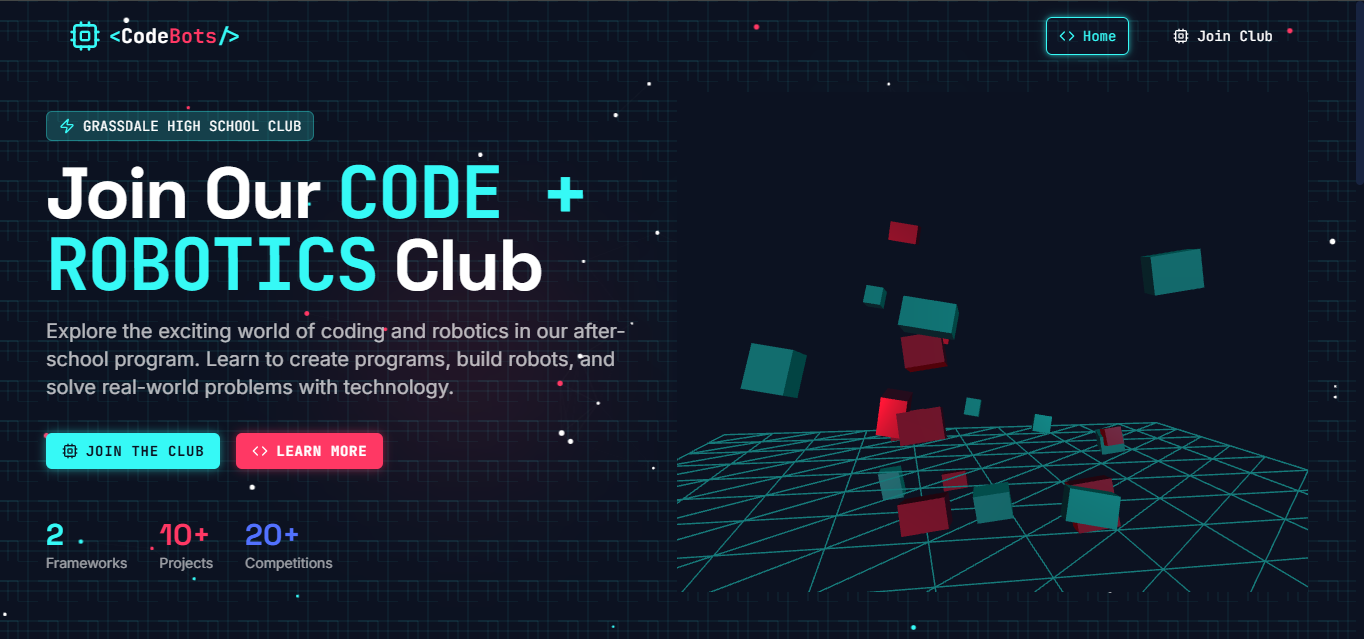 <CodeBots/>
<> Home
Join Club
GRASSDALE HIGH SCHOOL CLUB
Join Our CODE +
ROBOTICS Club
Explore the exciting world of coding and robotics in our after-
school program. Learn to create programs, build robots, and
solve real-world problems with technology.
JOIN THE CLUB
<> LEARN MORE
2
Frameworks
10+
Projects
20+
Competitions